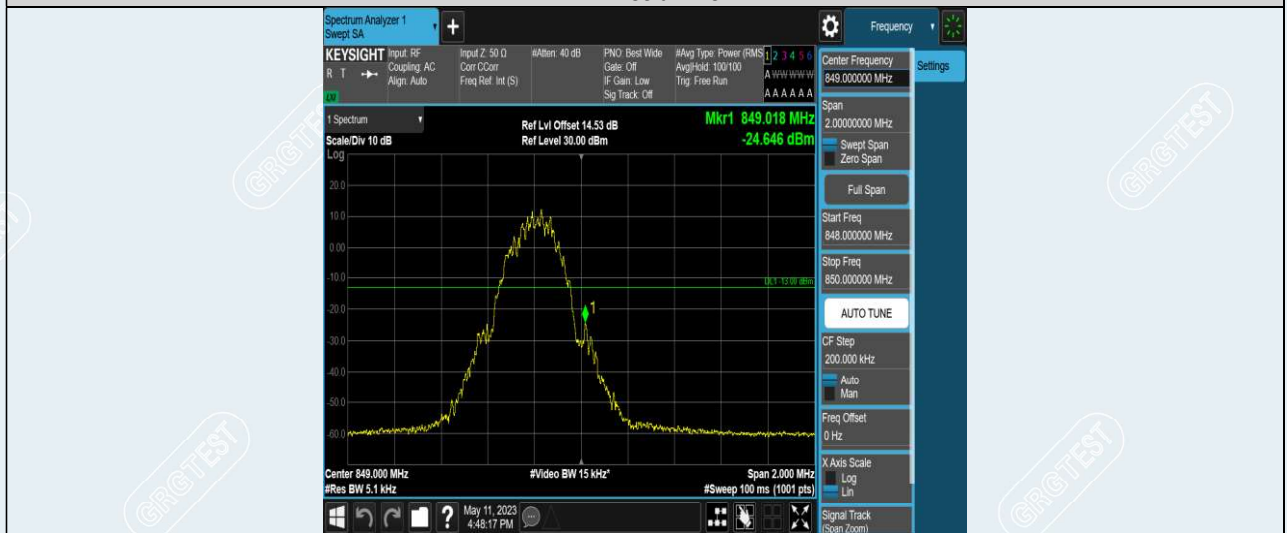 Spectrum Analyzer 1
Swept SA
+
Frequency
KEYSIGHT
R T
LW
Input: RF
Coupling: AC
Align: Auto
Input Z: 50 Ω
Corr CCorr
Freq Ref: Int (S)
#Atten: 40 dB
PNO: Best Wide
Gate: Off
IF Gain: Low
Sig Track: Off
#Avg Type: Power (RMS
Avg|Hold: 100/100
Trig: Free Run
1 2 3 4 5 6
A W W W W W
A A A A A A
1 Spectrum
Scale/Div 10 dB
Log
Ref Lvl Offset 14.53 dB
Ref Level 30.00 dBm
Mkr1 849.018 MHz
-24.646 dBm
20.0
10.0
0.00
-10.0
-20.0
-30.0
-40.0
-50.0
-60.0
DL1 -13.00 dBm
1
Center 849.000 MHz
#Res BW 5.1 kHz
#Video BW 15 kHz*
Span 2.000 MHz
#Sweep 100 ms (1001 pts)
?
May 11, 2023
4:48:17 PM
Center Frequency
849.000000 MHz
Settings
Span
2.00000000 MHz
Swept Span
Zero Span
Full Span
Start Freq
848.000000 MHz
Stop Freq
850.000000 MHz
AUTO TUNE
CF Step
200.000 kHz
Auto
Man
Freq Offset
0 Hz
X Axis Scale
Log
Lin
Signal Track
(Span Zoom)
GRGTEST
GRGTEST
GRGTEST
GRGTEST